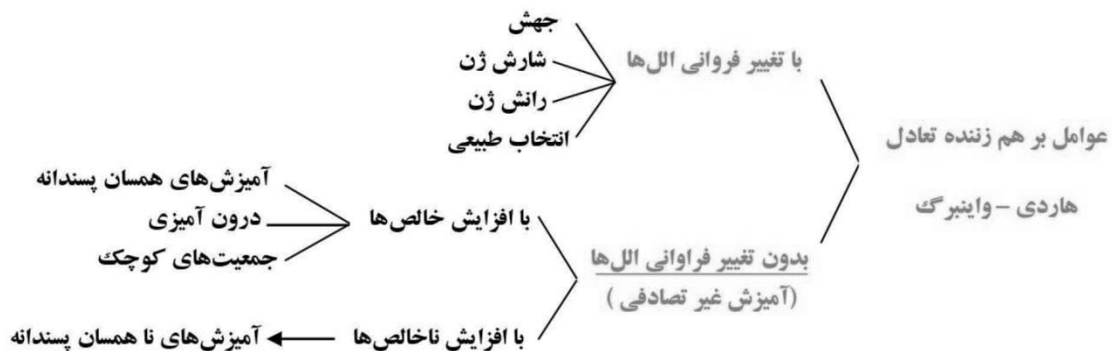 عوامل بر هم زننده تعادل
هاردی – واینبرگ
با تغییر فروانی الل‌ها
جهش
شارش ژن
رانش ژن
انتخاب طبیعی
بدون تغییر فراوانی الل‌ها
(آمیزش غیر تصادفی )
با افزایش خالص‌ها
آمیزش‌های همسان پسندانه
درون آمیزی
جمعیت‌های کوچک
با افزایش ناخالص‌ها
آمیزش‌های نا همسان پسندانه